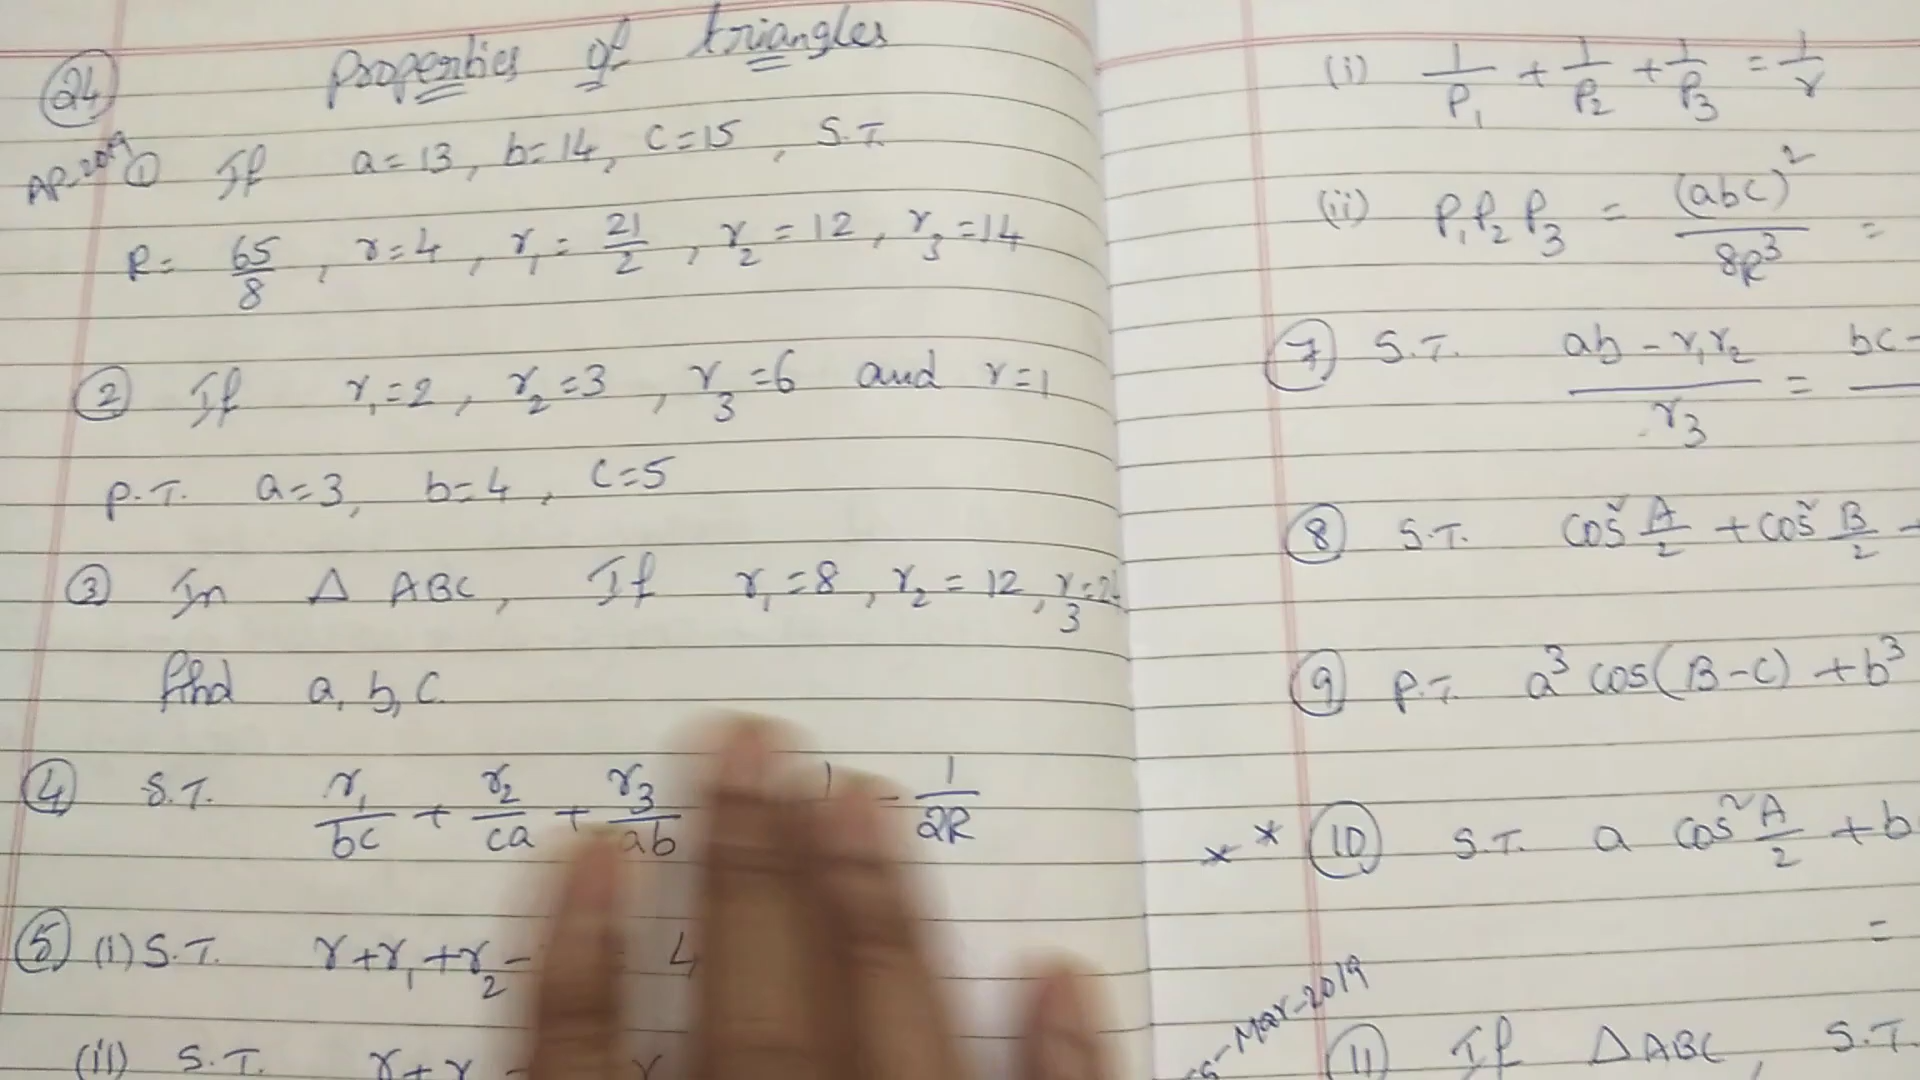 24 Properties of triangles
AP-2019 ① If a=13, b=14, c=15, S.T.
R= 65/8, r=4, r₁= 21/2, r₂=12, r₃=14
② If r₁=2, r₂=3, r₃=6 and r=1
P.T. a=3, b=4, c=5
③ In Δ ABC, If r₁=8, r₂=12, r₃=24
find a, b, c.
④ S.T. r₁/bc + r₂/ca + r₃/ab 1 - 1/2R
⑤ (i) S.T. r+r₁+r₂- 4
(ii) S.T. r+r r
(i) 1/P₁ + 1/P₂ + 1/P₃ = 1/r
(ii) P₁P₂P₃ = (abc)²/8R³ =
⑦ S.T. ab-r₁r₂/r₃ = bc-
⑧ S.T. cos² A/2 + cos² B/2 +
⑨ P.T. a³ cos(B-C) + b³
** ⑩ S.T. a cos² A/2 + b
=
Mar-2019
⑪ If ΔABC, S.T.